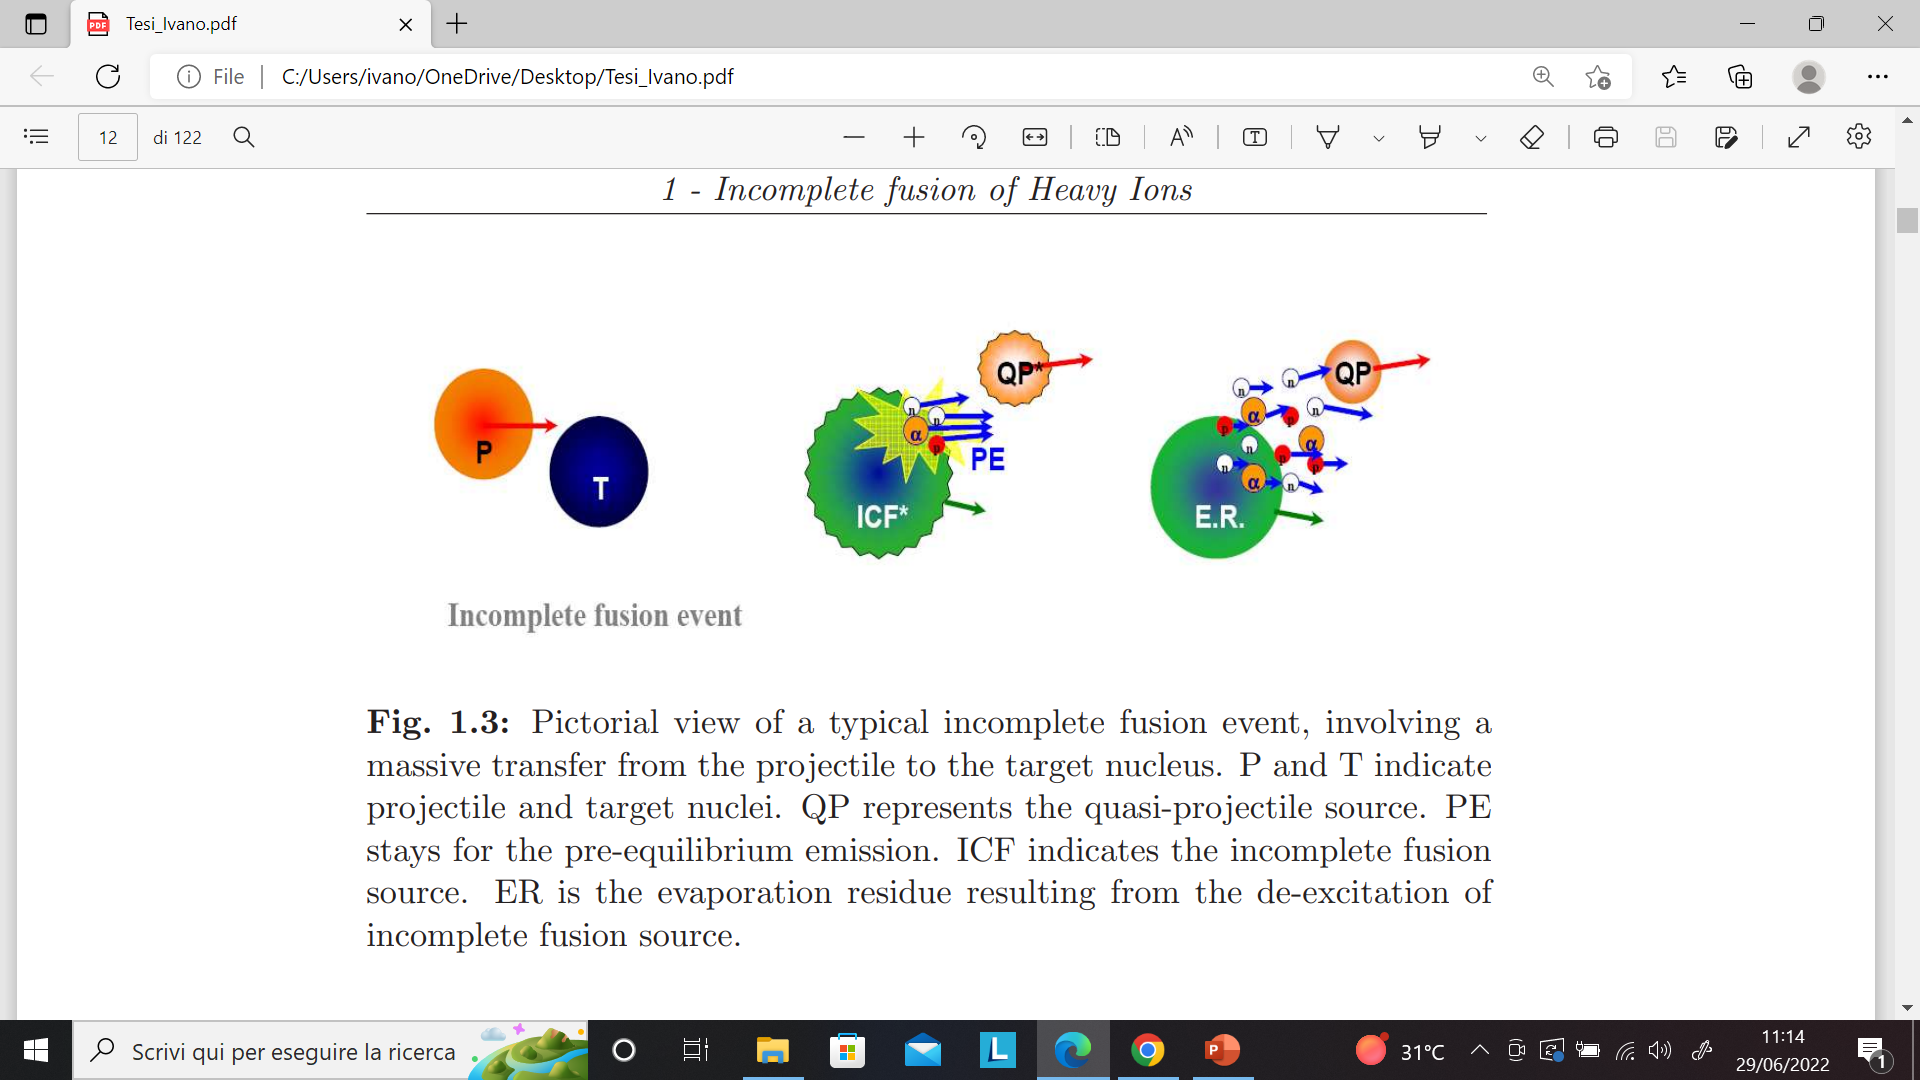 Tesi_Ivano.pdf
File
C:/Users/ivano/OneDrive/Desktop/Tesi_Ivano.pdf
12
di 122
1 - Incomplete fusion of Heavy Ions
P
T
QP*
n
n
α
p
PE
ICF*
QP
n
n
n
α
p
p
α
n
p
p
n
α
n
E.R.
Incomplete fusion event
Fig. 1.3: Pictorial view of a typical incomplete fusion event, involving a
massive transfer from the projectile to the target nucleus. P and T indicate
projectile and target nuclei. QP represents the quasi-projectile source. PE
stays for the pre-equilibrium emission. ICF indicates the incomplete fusion
source. ER is the evaporation residue resulting from the de-excitation of
incomplete fusion source.
Scrivi qui per eseguire la ricerca
31°C
11:14
29/06/2022
1